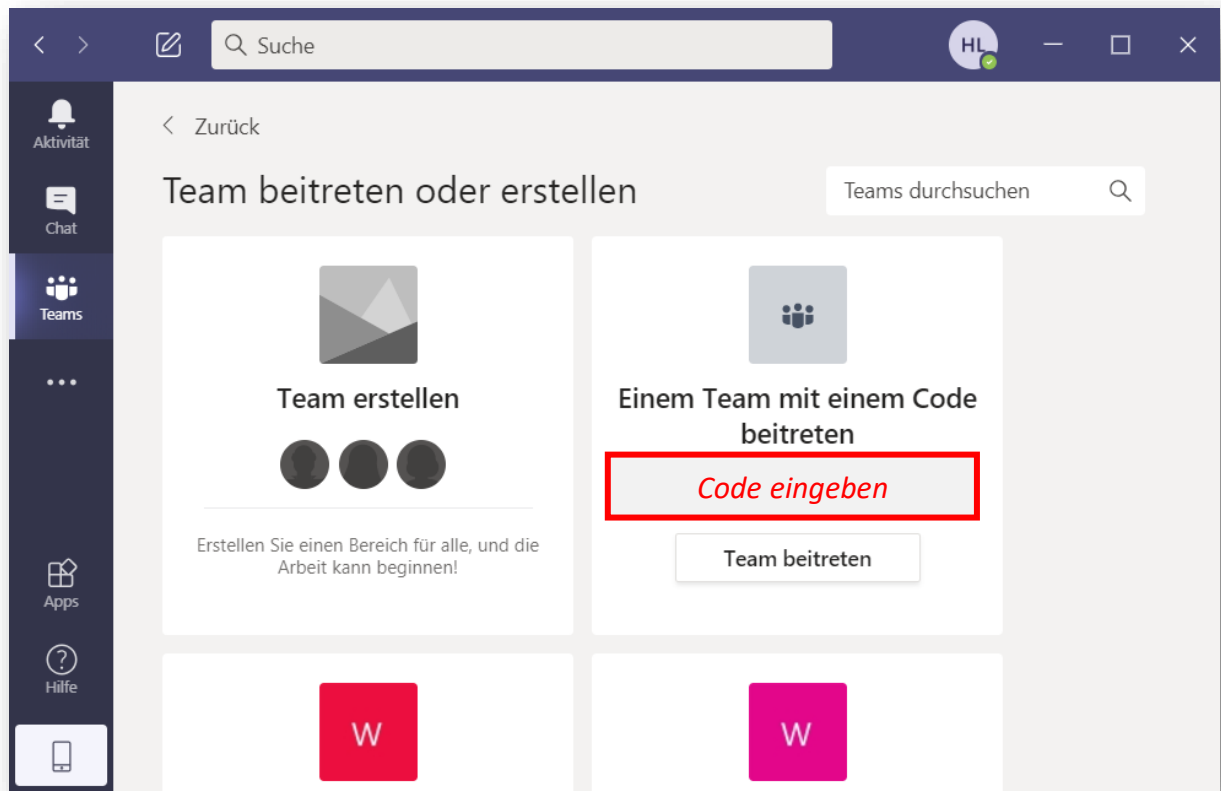 Suche
HL
Aktivität
Chat
Teams
Apps
Hilfe
Zurück
Team beitreten oder erstellen
Teams durchsuchen
Team erstellen
Erstellen Sie einen Bereich für alle, und die
Arbeit kann beginnen!
Einem Team mit einem Code
beitreten
Code eingeben
Team beitreten
W
W